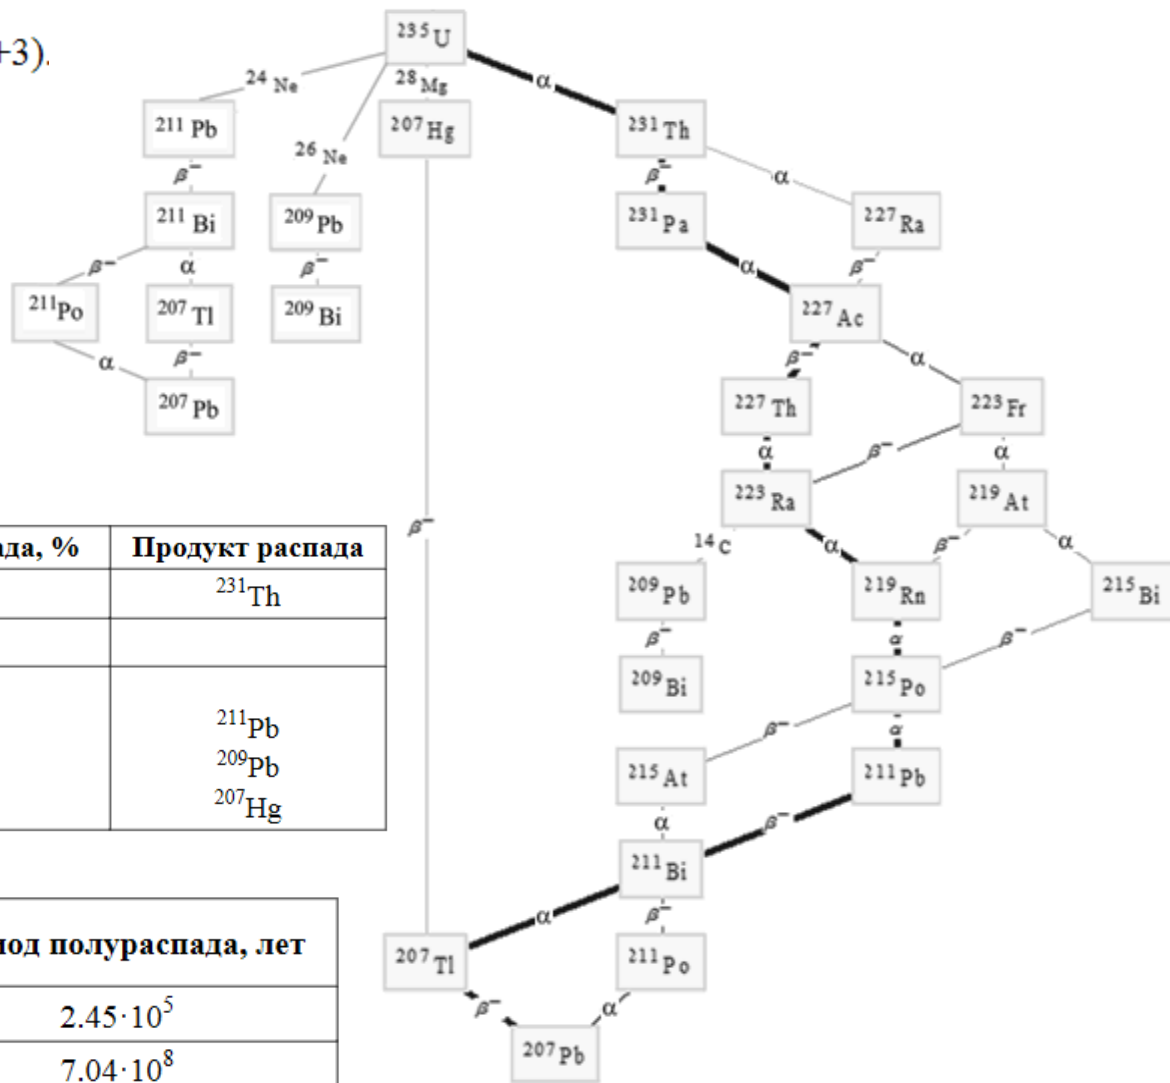 +3).
²³⁵U
²⁴Ne
²⁸Mg
α
²¹¹Pb
²⁰⁷Hg
²³¹Th
²⁶Ne
β⁻
β⁻
α
²¹¹Bi
²⁰⁹Pb
²³¹Pa
²²⁷Ra
β⁻
α
β⁻
α
β⁻
²¹¹Po
²⁰⁷Tl
²⁰⁹Bi
²²⁷Ac
α
β⁻
β⁻
α
²⁰⁷Pb
²²⁷Th
²²³Fr
α
β⁻
α
²²³Ra
²¹⁹At
β⁻
¹⁴C
α
β⁻
α
ада, %
Продукт распада
²³¹Th
²¹¹Pb
²⁰⁹Pb
²⁰⁷Hg
²⁰⁹Pb
²¹⁹Rn
²¹⁵Bi
β⁻
α
β⁻
²⁰⁹Bi
²¹⁵Po
β⁻
α
²¹⁵At
²¹¹Pb
α
β⁻
²¹¹Bi
α
β⁻
²⁰⁷Tl
²¹¹Po
β⁻
α
²⁰⁷Pb
од полураспада, лет
2.45·10⁵
7.04·10⁸